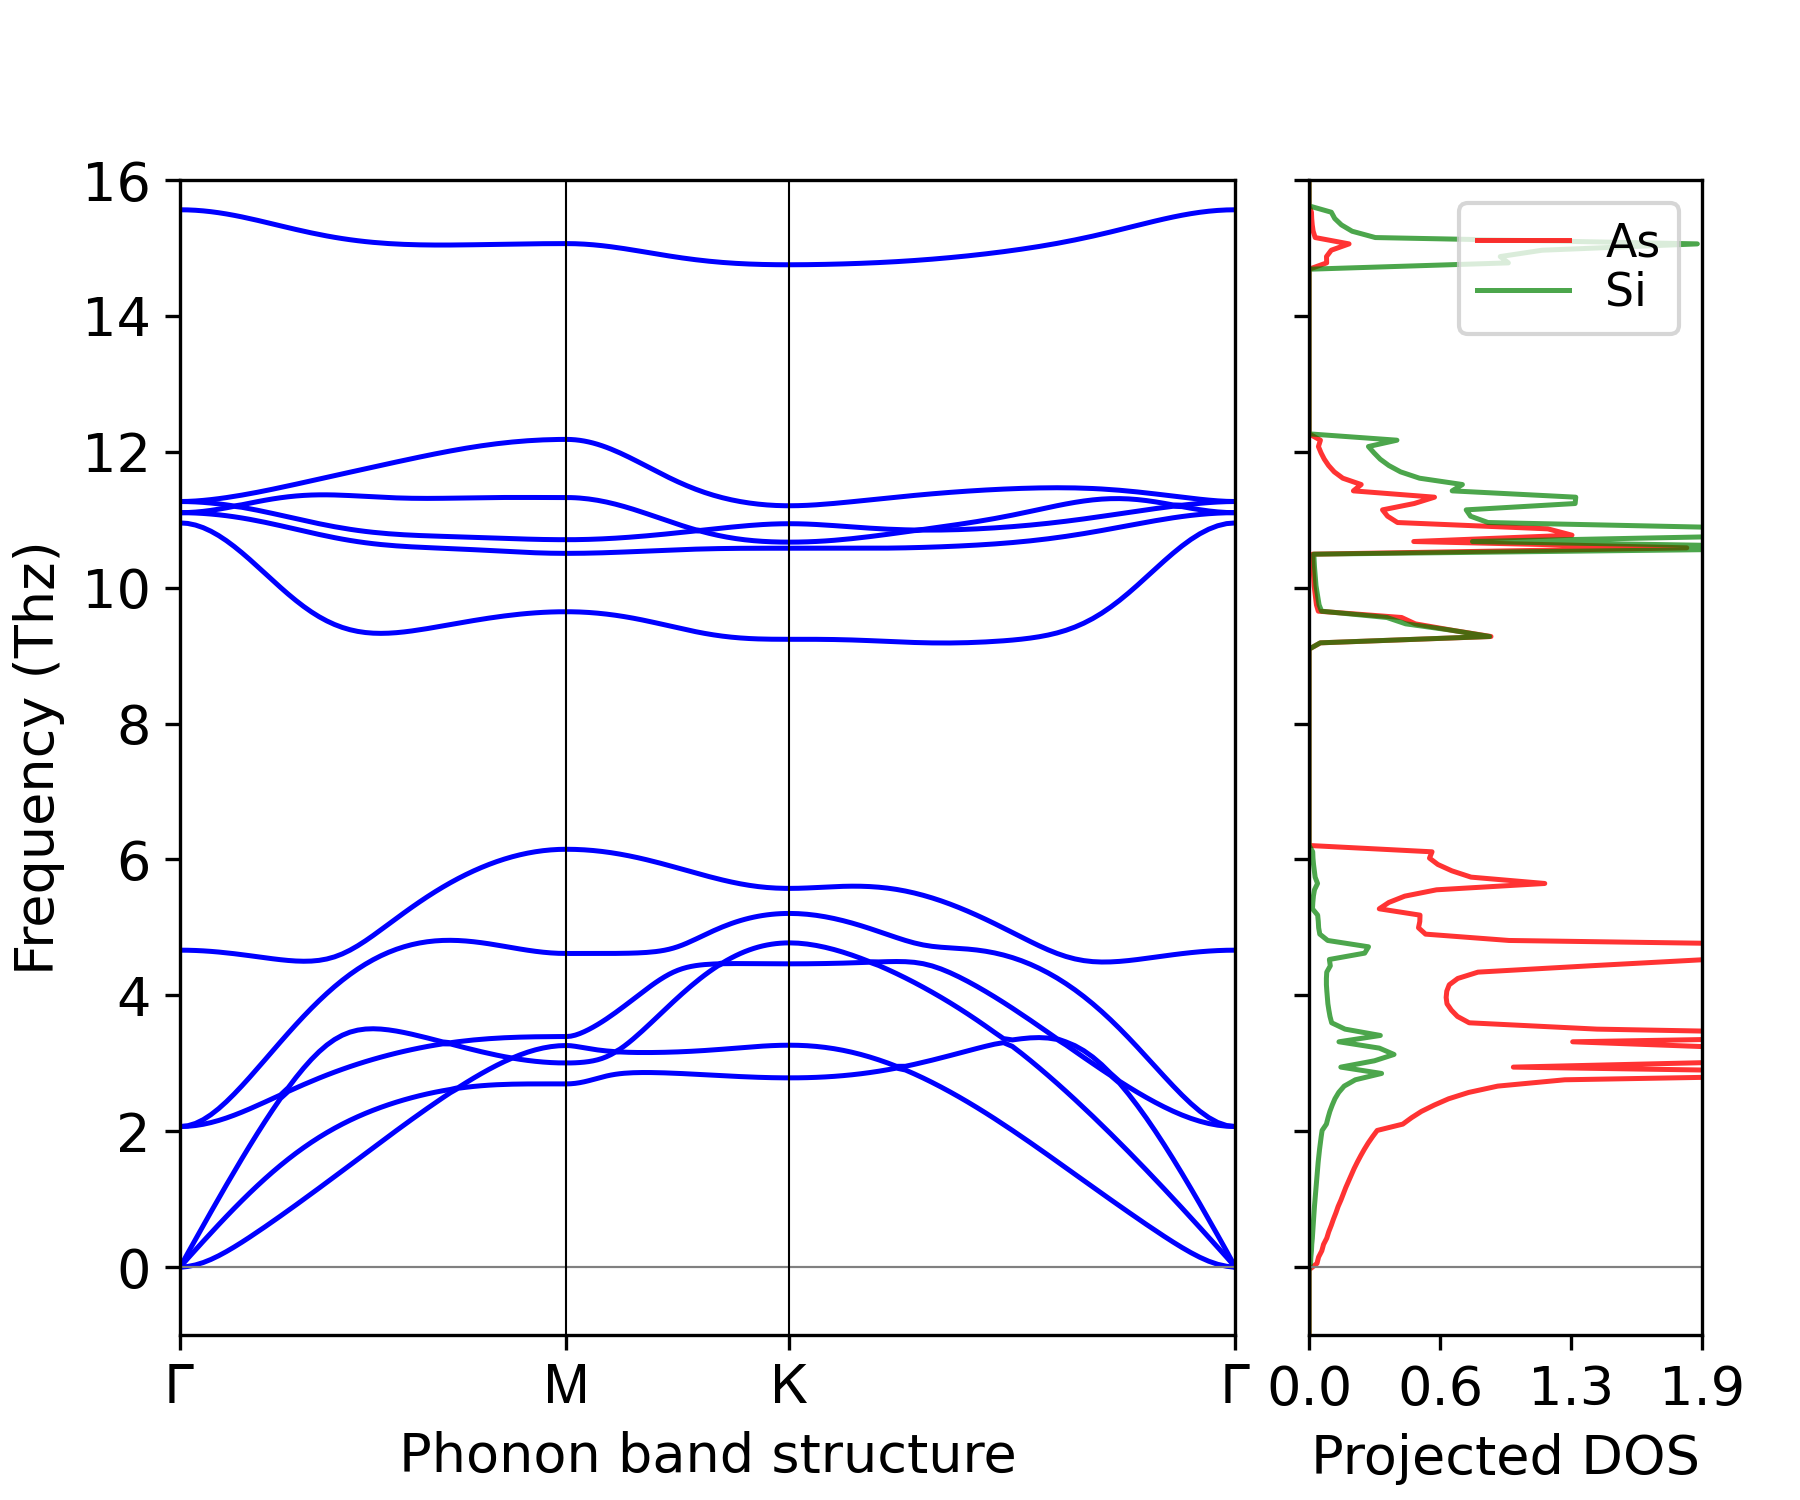 Frequency (Thz)
16
14
12
10
8
6
4
2
0
Γ M K Γ
Phonon band structure
As
Si
0.0 0.6 1.3 1.9
Projected DOS